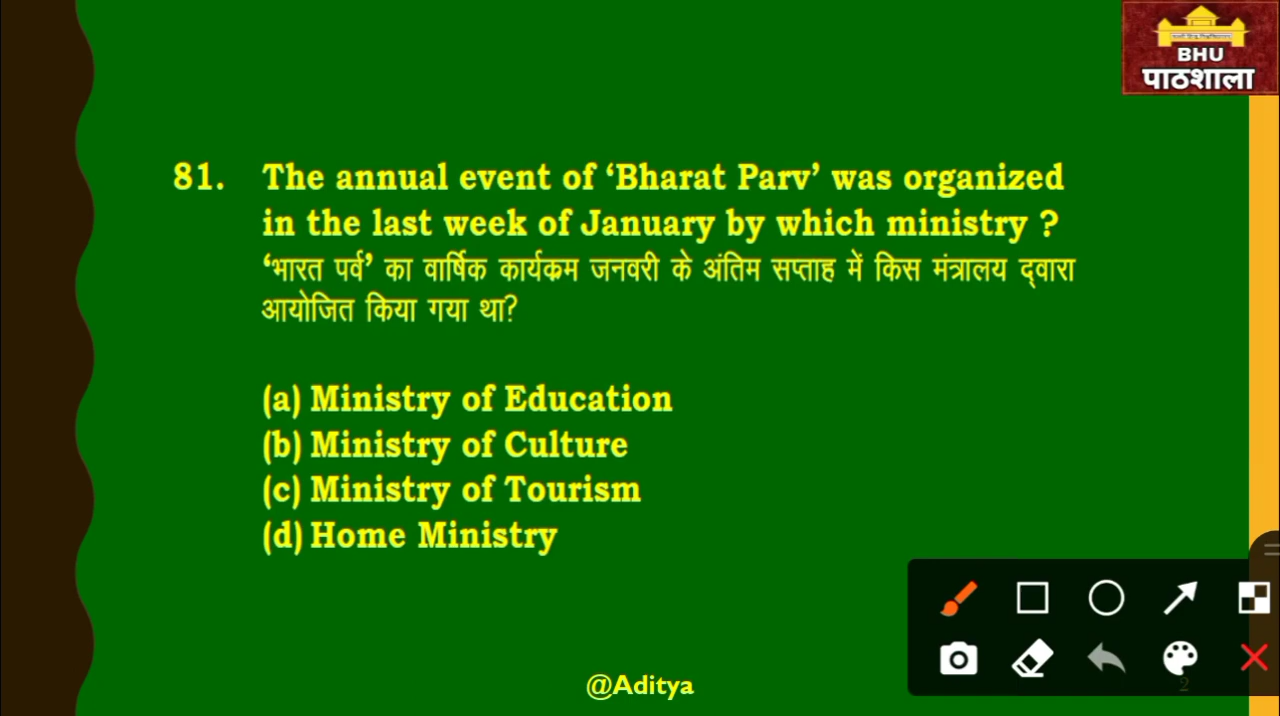 BHU
पाठशाला
81. The annual event of ‘Bharat Parv’ was organized
in the last week of January by which ministry ?
‘भारत पर्व’ का वार्षिक कार्यक्रम जनवरी के अंतिम सप्ताह में किस मंत्रालय द्वारा
आयोजित किया गया था?
(a) Ministry of Education
(b) Ministry of Culture
(c) Ministry of Tourism
(d) Home Ministry
@Aditya
2